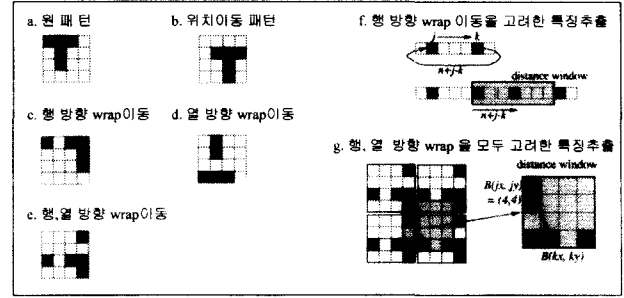 a. 원 패 턴
b. 위치이동 패턴
c. 행 방향 wrap이동
d. 열 방향 wrap이동
e. 행,열 방향 wrap이동
f. 행 방향 wrap 이동을 고려한 특징추출
j
k
n+j-k
distance window
n+j-k
g. 행, 열 방향 wrap 을 모두 고려한 특징추출
distance window
B(jx, jy)
= (4,4)
B(kx, ky)